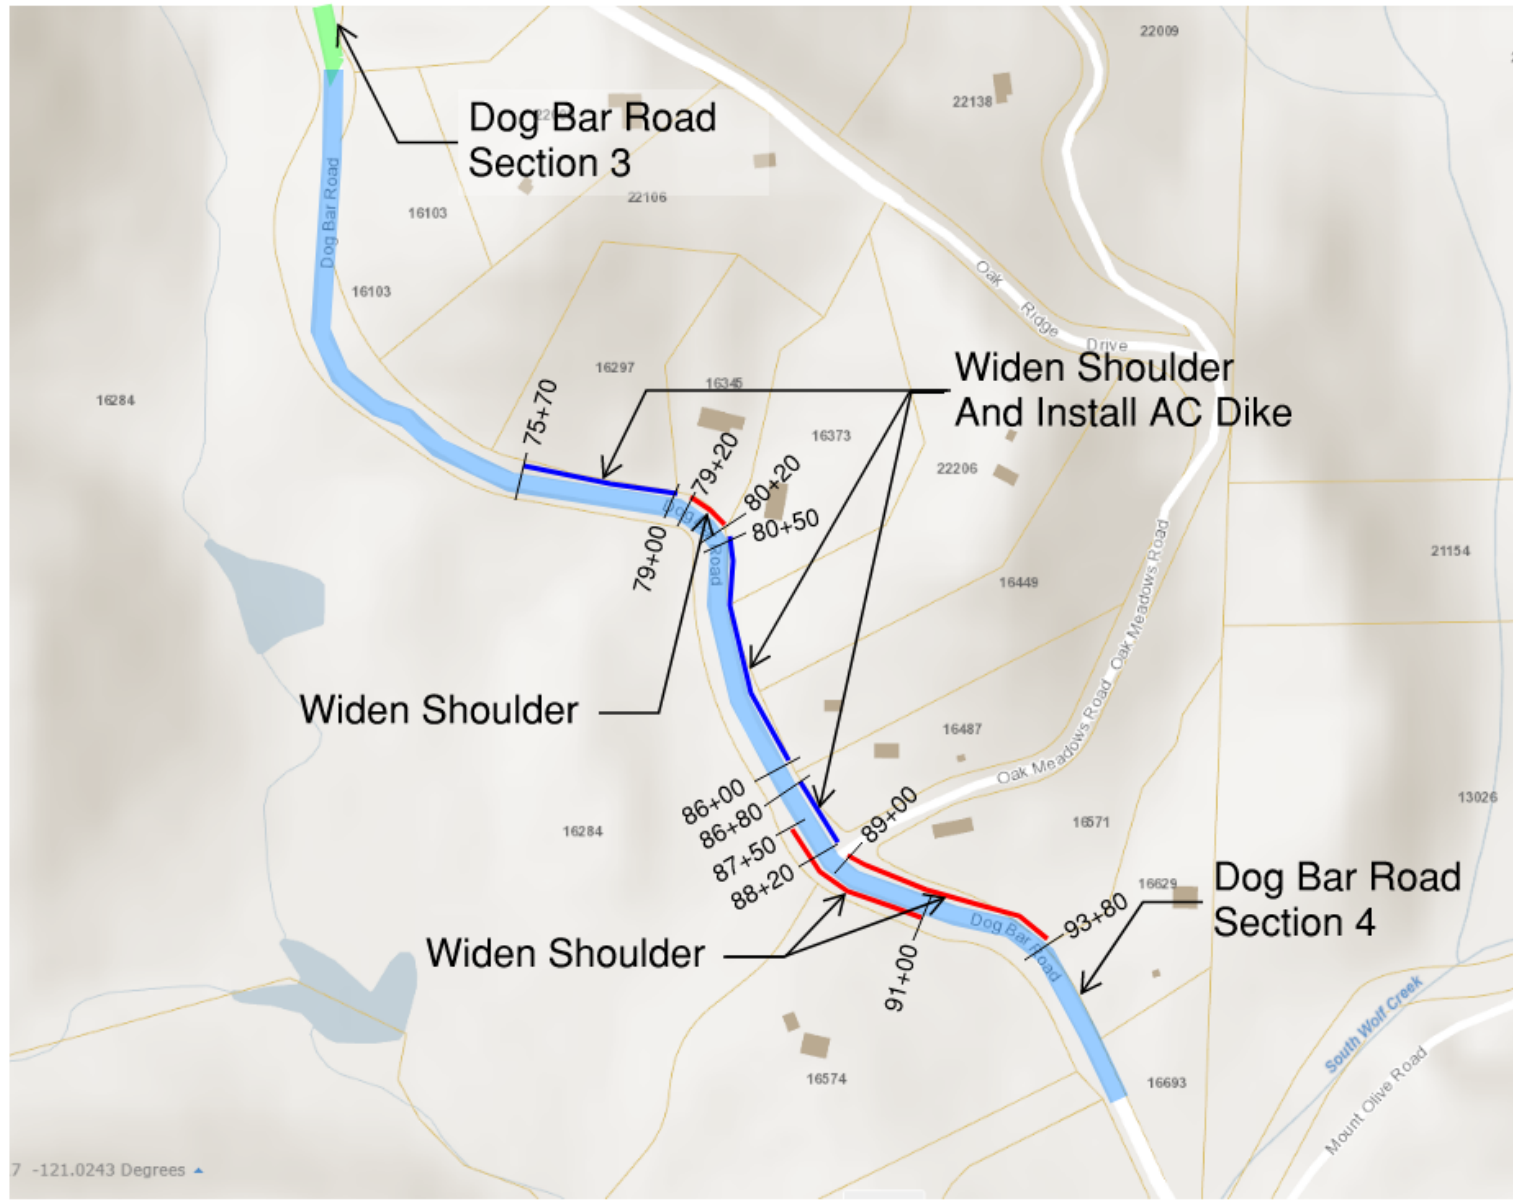 22009
22138
Dog Bar Road
Section 3
22106
Dog Bar Road
16103
16103
Oak Ridge Drive
Widen Shoulder
And Install AC Dike
16297
16345
16284
75+70
16373
22206
79+20
80+20
80+50
79+00
Dog
Road
21154
16449
Oak Meadows Road
Oak Meadows Road
Widen Shoulder
16487
86+00
86+80
87+50
88+20
89+00
13026
16284
16571
Dog Bar Road
Section 4
16629
93+80
Dog Bar Road
Widen Shoulder
91+00
South Wolf Creek
Mount Olive Road
16574
16693
7 -121.0243 Degrees